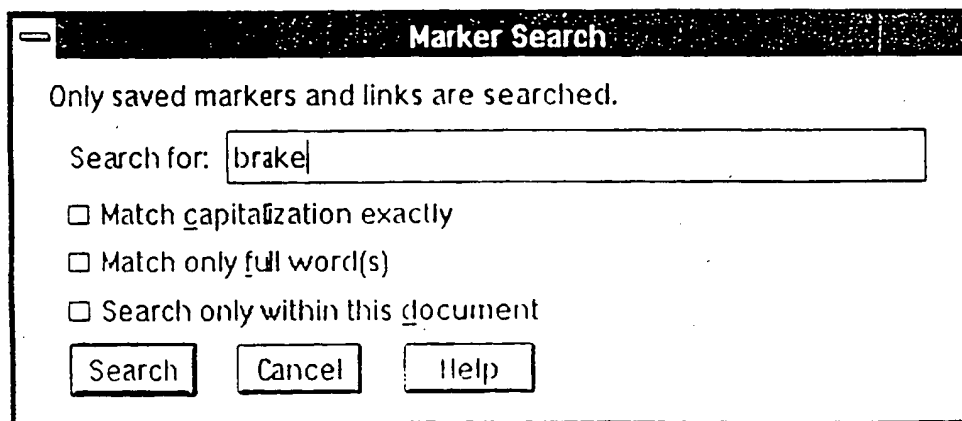 Marker Search
Only saved markers and links are searched.
Search for: brake
Match capitalization exactly
Match only full word(s)
Search only within this document
Search Cancel Help